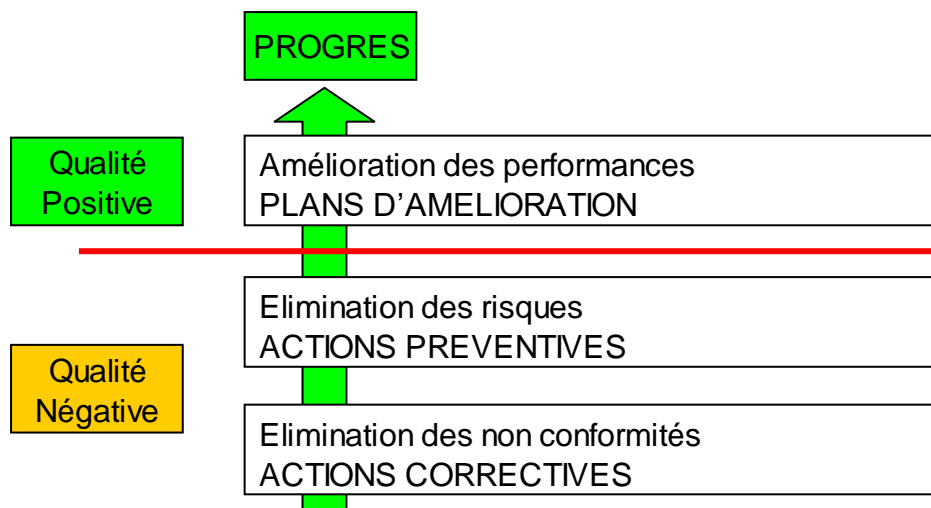 PROGRES
Qualité
Positive
Amélioration des performances
PLANS D'AMELIORATION
Elimination des risques
ACTIONS PREVENTIVES
Qualité
Négative
Elimination des non conformités
ACTIONS CORRECTIVES